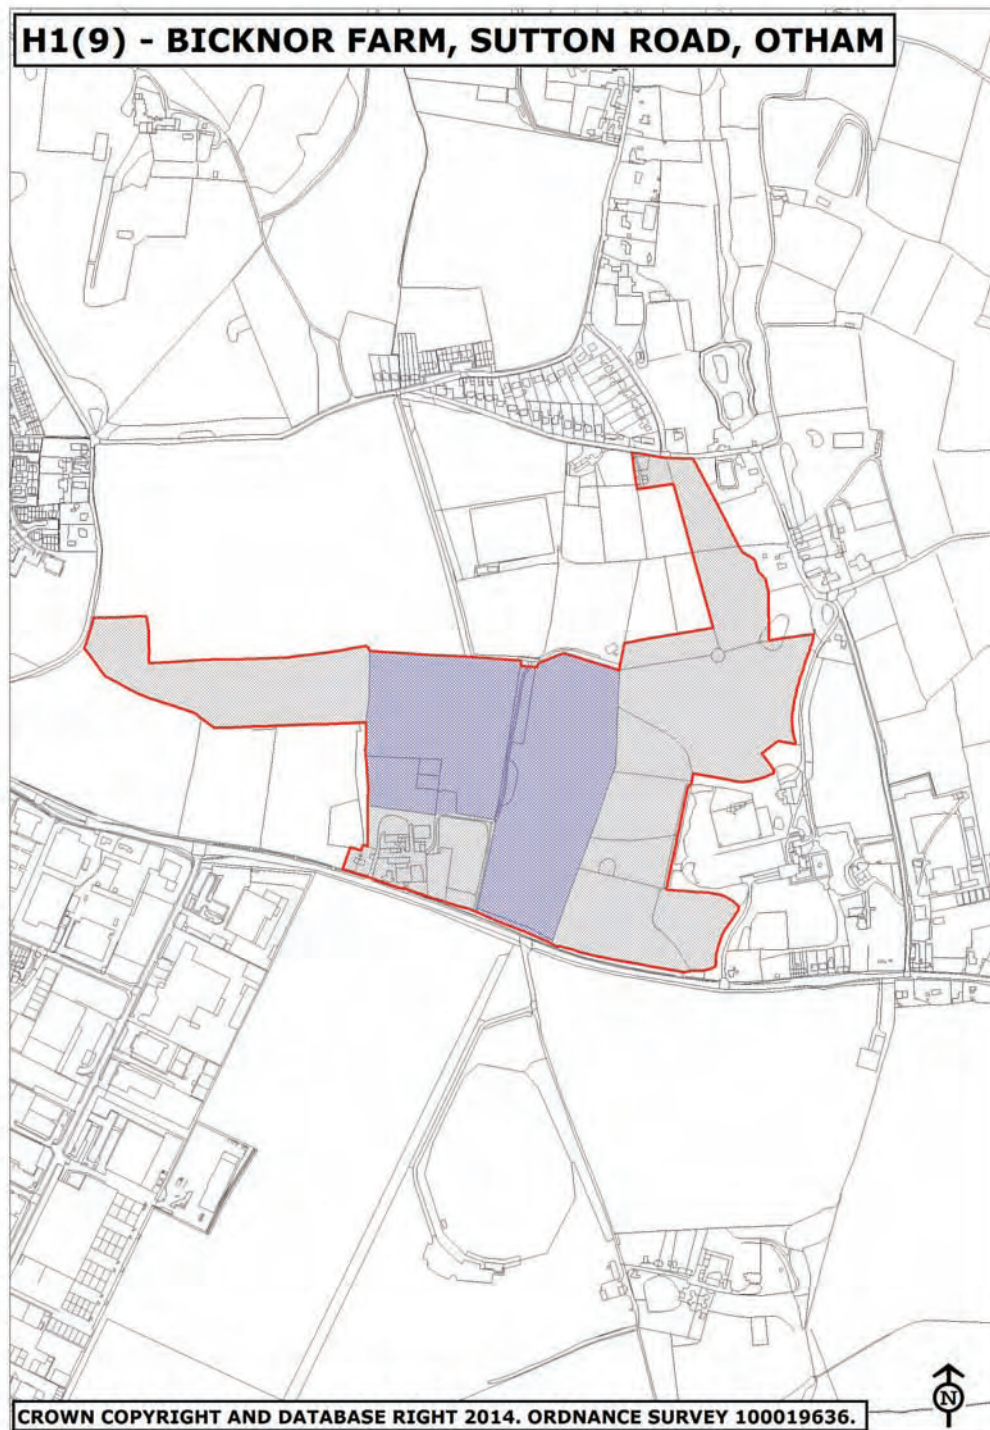 H1(9) - BICKNOR FARM, SUTTON ROAD, OTHAM
N
CROWN COPYRIGHT AND DATABASE RIGHT 2014. ORDNANCE SURVEY 100019636.